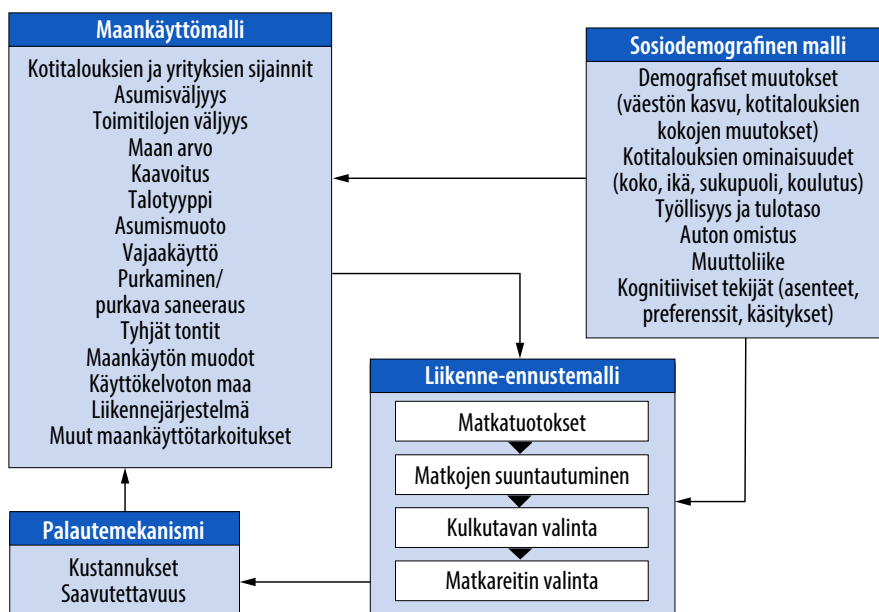 Maankäyttömalli
Kotitalouksien ja yrityksien sijainnit
Asumisväljyys
Toimitilojen väljyys
Maan arvo
Kaavoitus
Talotyyppi
Asumismuoto
Vajaakäyttö
Purkaminen/
purkava saneeraus
Tyhjät tontit
Maankäytön muodot
Käyttökelvoton maa
Liikennejärjestelmä
Muut maankäyttötarkoitukset
Sosiodemografinen malli
Demografiset muutokset
(väestön kasvu, kotitalouksien
kokojen muutokset)
Kotitalouksien ominaisuudet
(koko, ikä, sukupuoli, koulutus)
Työllisyys ja tulotaso
Auton omistus
Muuttoliike
Kognitiiviset tekijät (asenteet,
preferenssit, käsitykset)
Liikenne-ennustemalli
Matkatuotokset
Matkojen suuntautuminen
Kulkutavan valinta
Matkareitin valinta
Palautemekanismi
Kustannukset
Saavutettavuus